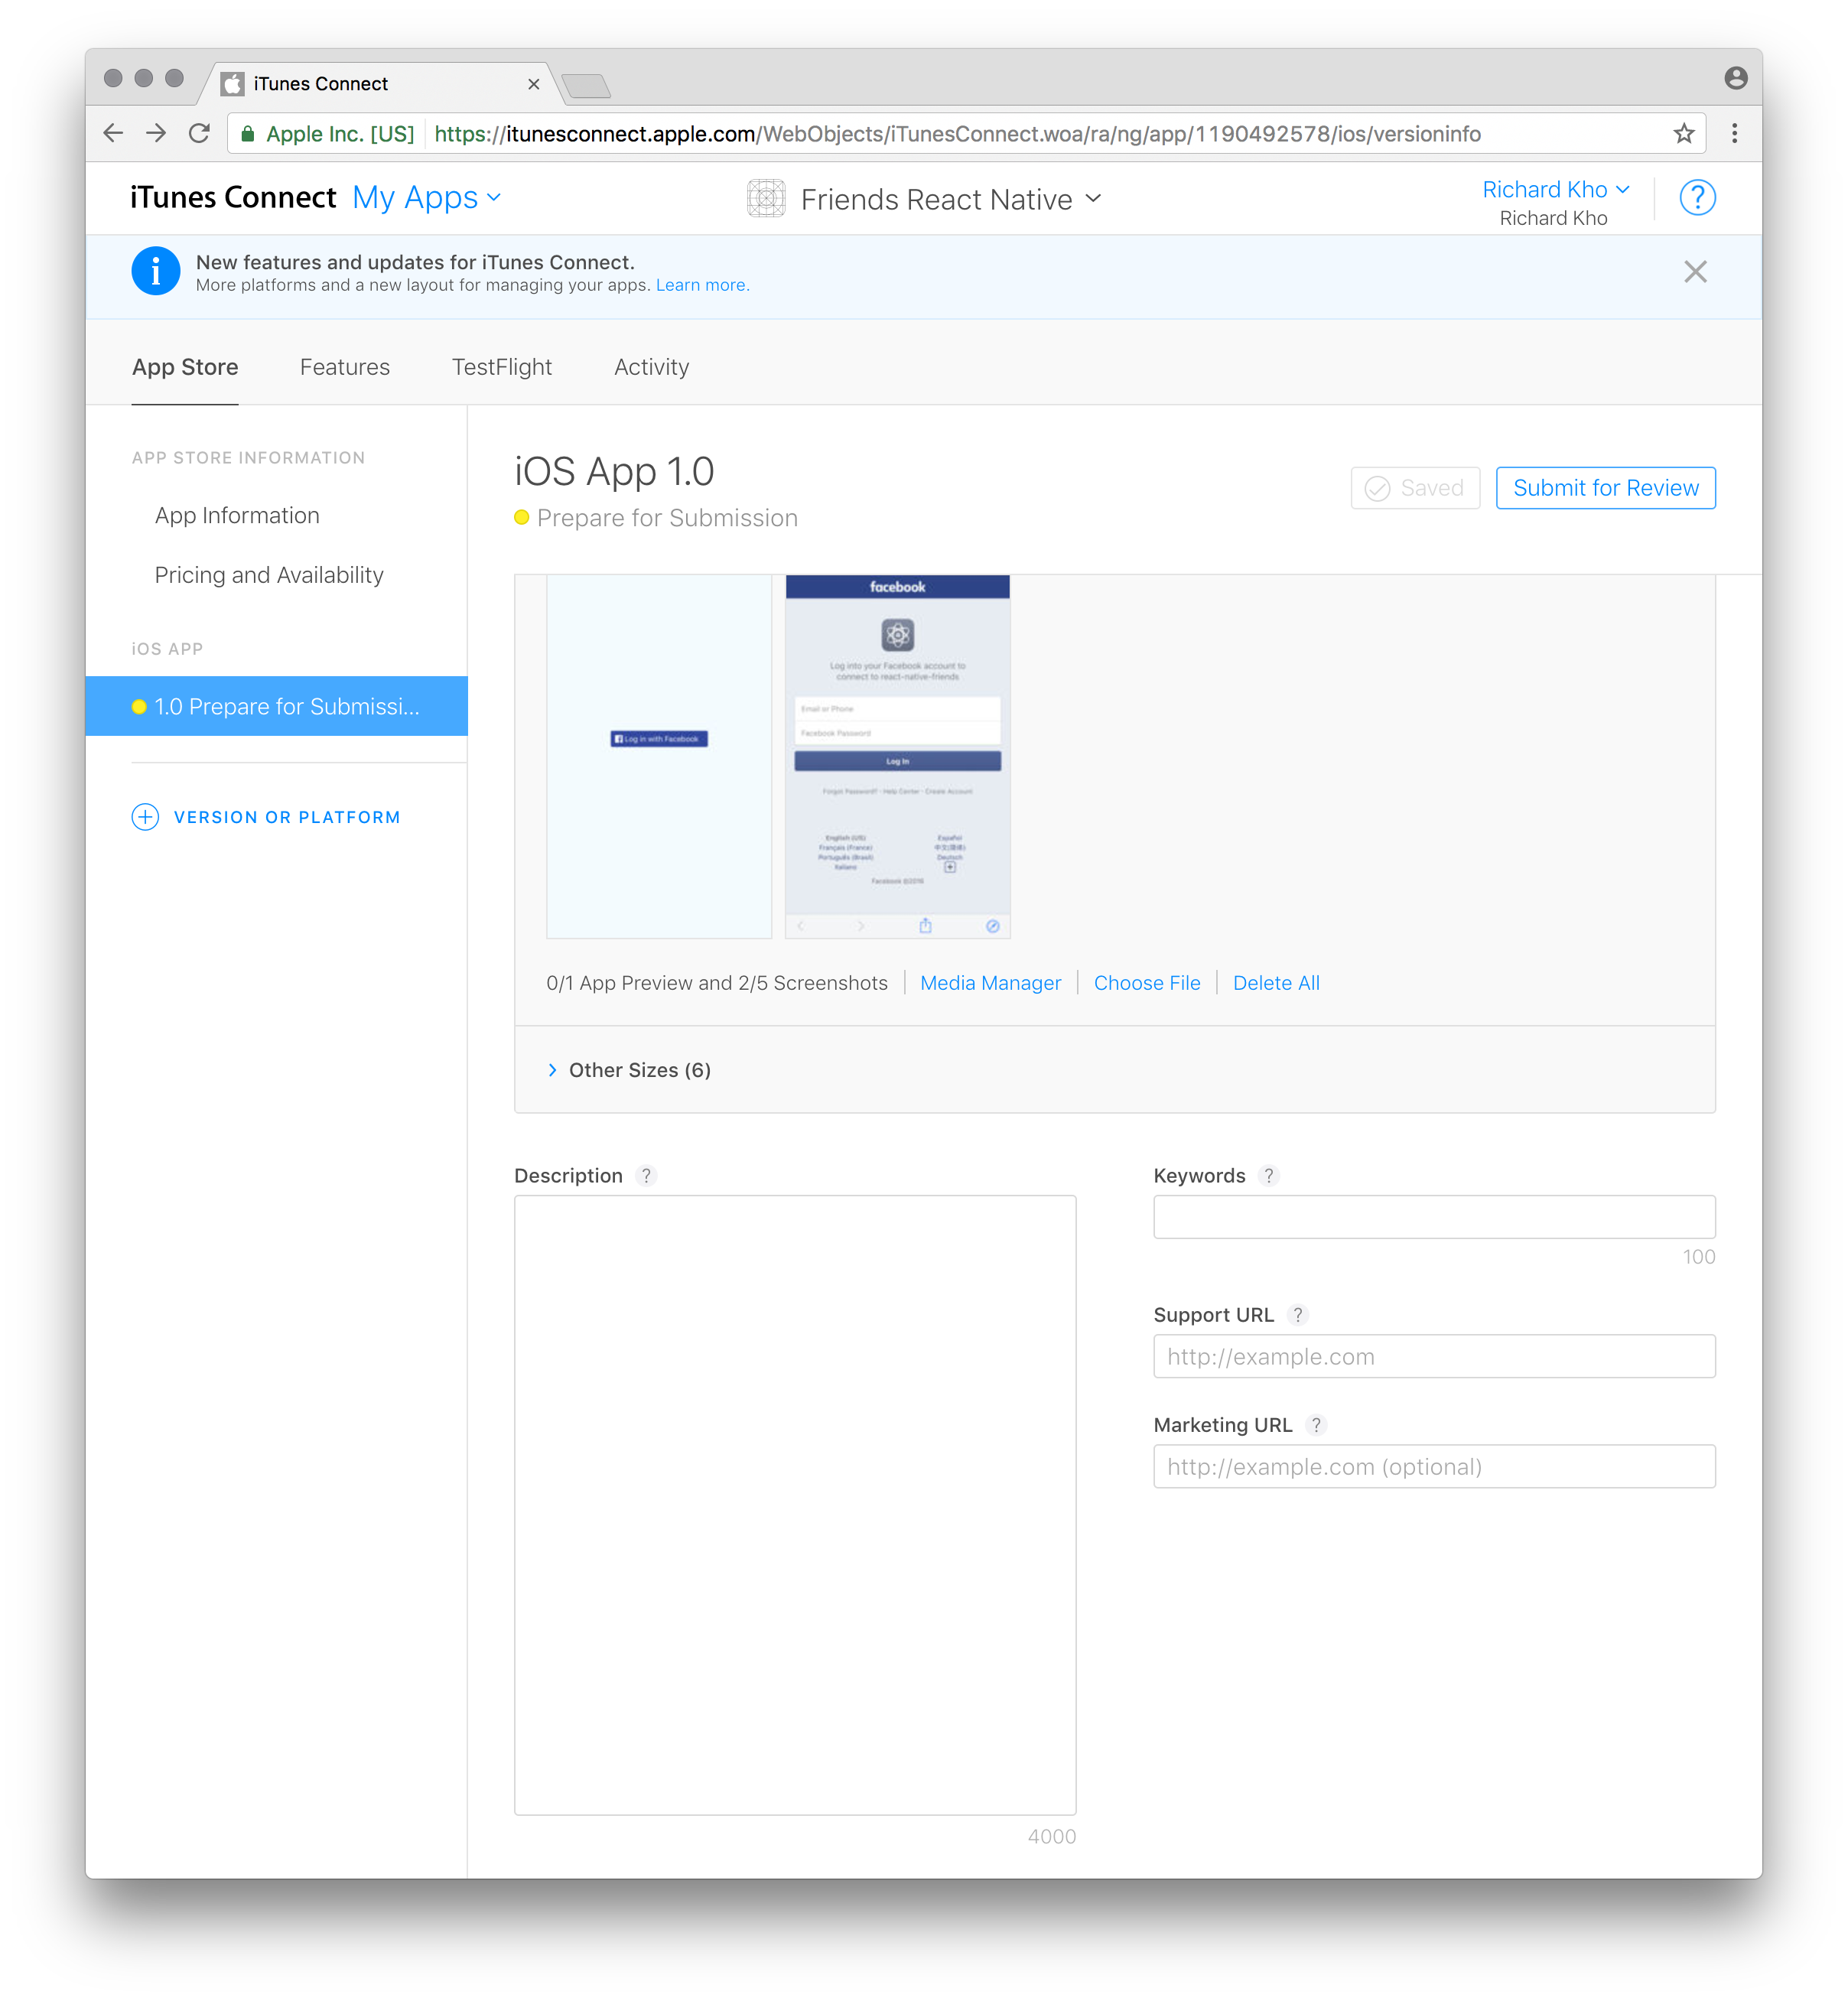 iTunes Connect
Apple Inc. [US]
https://itunesconnect.apple.com/WebObjects/iTunesConnect.woa/ra/ng/app/1190492578/ios/versioninfo
iTunes Connect My Apps
Friends React Native
Richard Kho
Richard Kho
?
i
New features and updates for iTunes Connect.
More platforms and a new layout for managing your apps. Learn more.
App Store
Features
TestFlight
Activity
APP STORE INFORMATION
App Information
Pricing and Availability
iOS APP
1.0 Prepare for Submissi...
VERSION OR PLATFORM
iOS App 1.0
Prepare for Submission
Saved
Submit for Review
Log in with Facebook
facebook
Log into your Facebook account to
connect to react-native-friends
Email or Phone
Facebook Password
Log In
Forgot Password? · Help Center · Create Account
English (US)
Español
Français (France)
中文(简体)
Português (Brasil)
Deutsch
Italiano
Facebook ©2016
0/1 App Preview and 2/5 Screenshots
Media Manager
Choose File
Delete All
Other Sizes (6)
Description ?
4000
Keywords ?
100
Support URL ?
http://example.com
Marketing URL ?
http://example.com (optional)